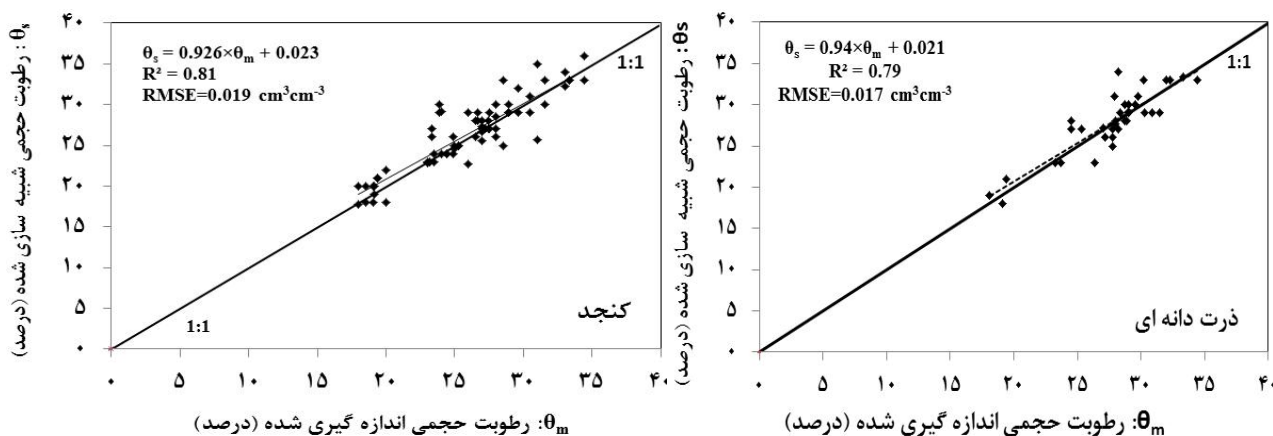 θs : رطوبت حجمی شبیه سازی شده (درصد)
۴۰
۳۵
۳۰
۲۵
۲۰
۱۵
۱۰
۵
۰
θs = 0.926×θm + 0.023
R² = 0.81
RMSE=0.019 cm³cm⁻³
1:1
1:1
کنجد
۰ ۵ ۱۰ ۱۵ ۲۰ ۲۵ ۳۰ ۳۵ ۴۰
θm: رطوبت حجمی اندازه گیری شده (درصد)
θs: رطوبت حجمی شبیه سازی شده (درصد)
۴۰
۳۵
۳۰
۲۵
۲۰
۱۵
۱۰
۵
۰
θs = 0.94×θm + 0.021
R² = 0.79
RMSE=0.017 cm³cm⁻³
1:1
ذرت دانه ای
۰ ۵ ۱۰ ۱۵ ۲۰ ۲۵ ۳۰ ۳۵ ۴۰
θm: رطوبت حجمی اندازه گیری شده (درصد)